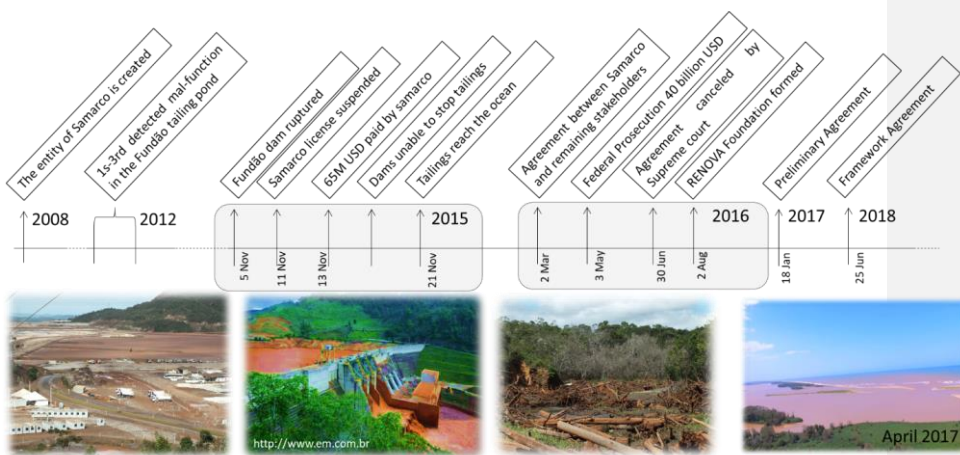 The entity of Samarco is created
1s-3rd detected mal-function
in the Fundão tailing pond
Fundão dam ruptured
Samarco license suspended
65M USD paid by samarco
Dams unable to stop tailings
Tailings reach the ocean
Agreement between Samarco
and remaining stakeholders
Federal Prosecution 40 billion USD
Agreement canceled by
Supreme court
RENOVA Foundation formed
Preliminary Agreement
Framework Agreement
2008
2012
2015
2016
2017
2018
5 Nov
11 Nov
13 Nov
21 Nov
2 Mar
3 May
30 Jun
2 Aug
18 Jan
25 Jun
http://www.em.com.br
April 2017